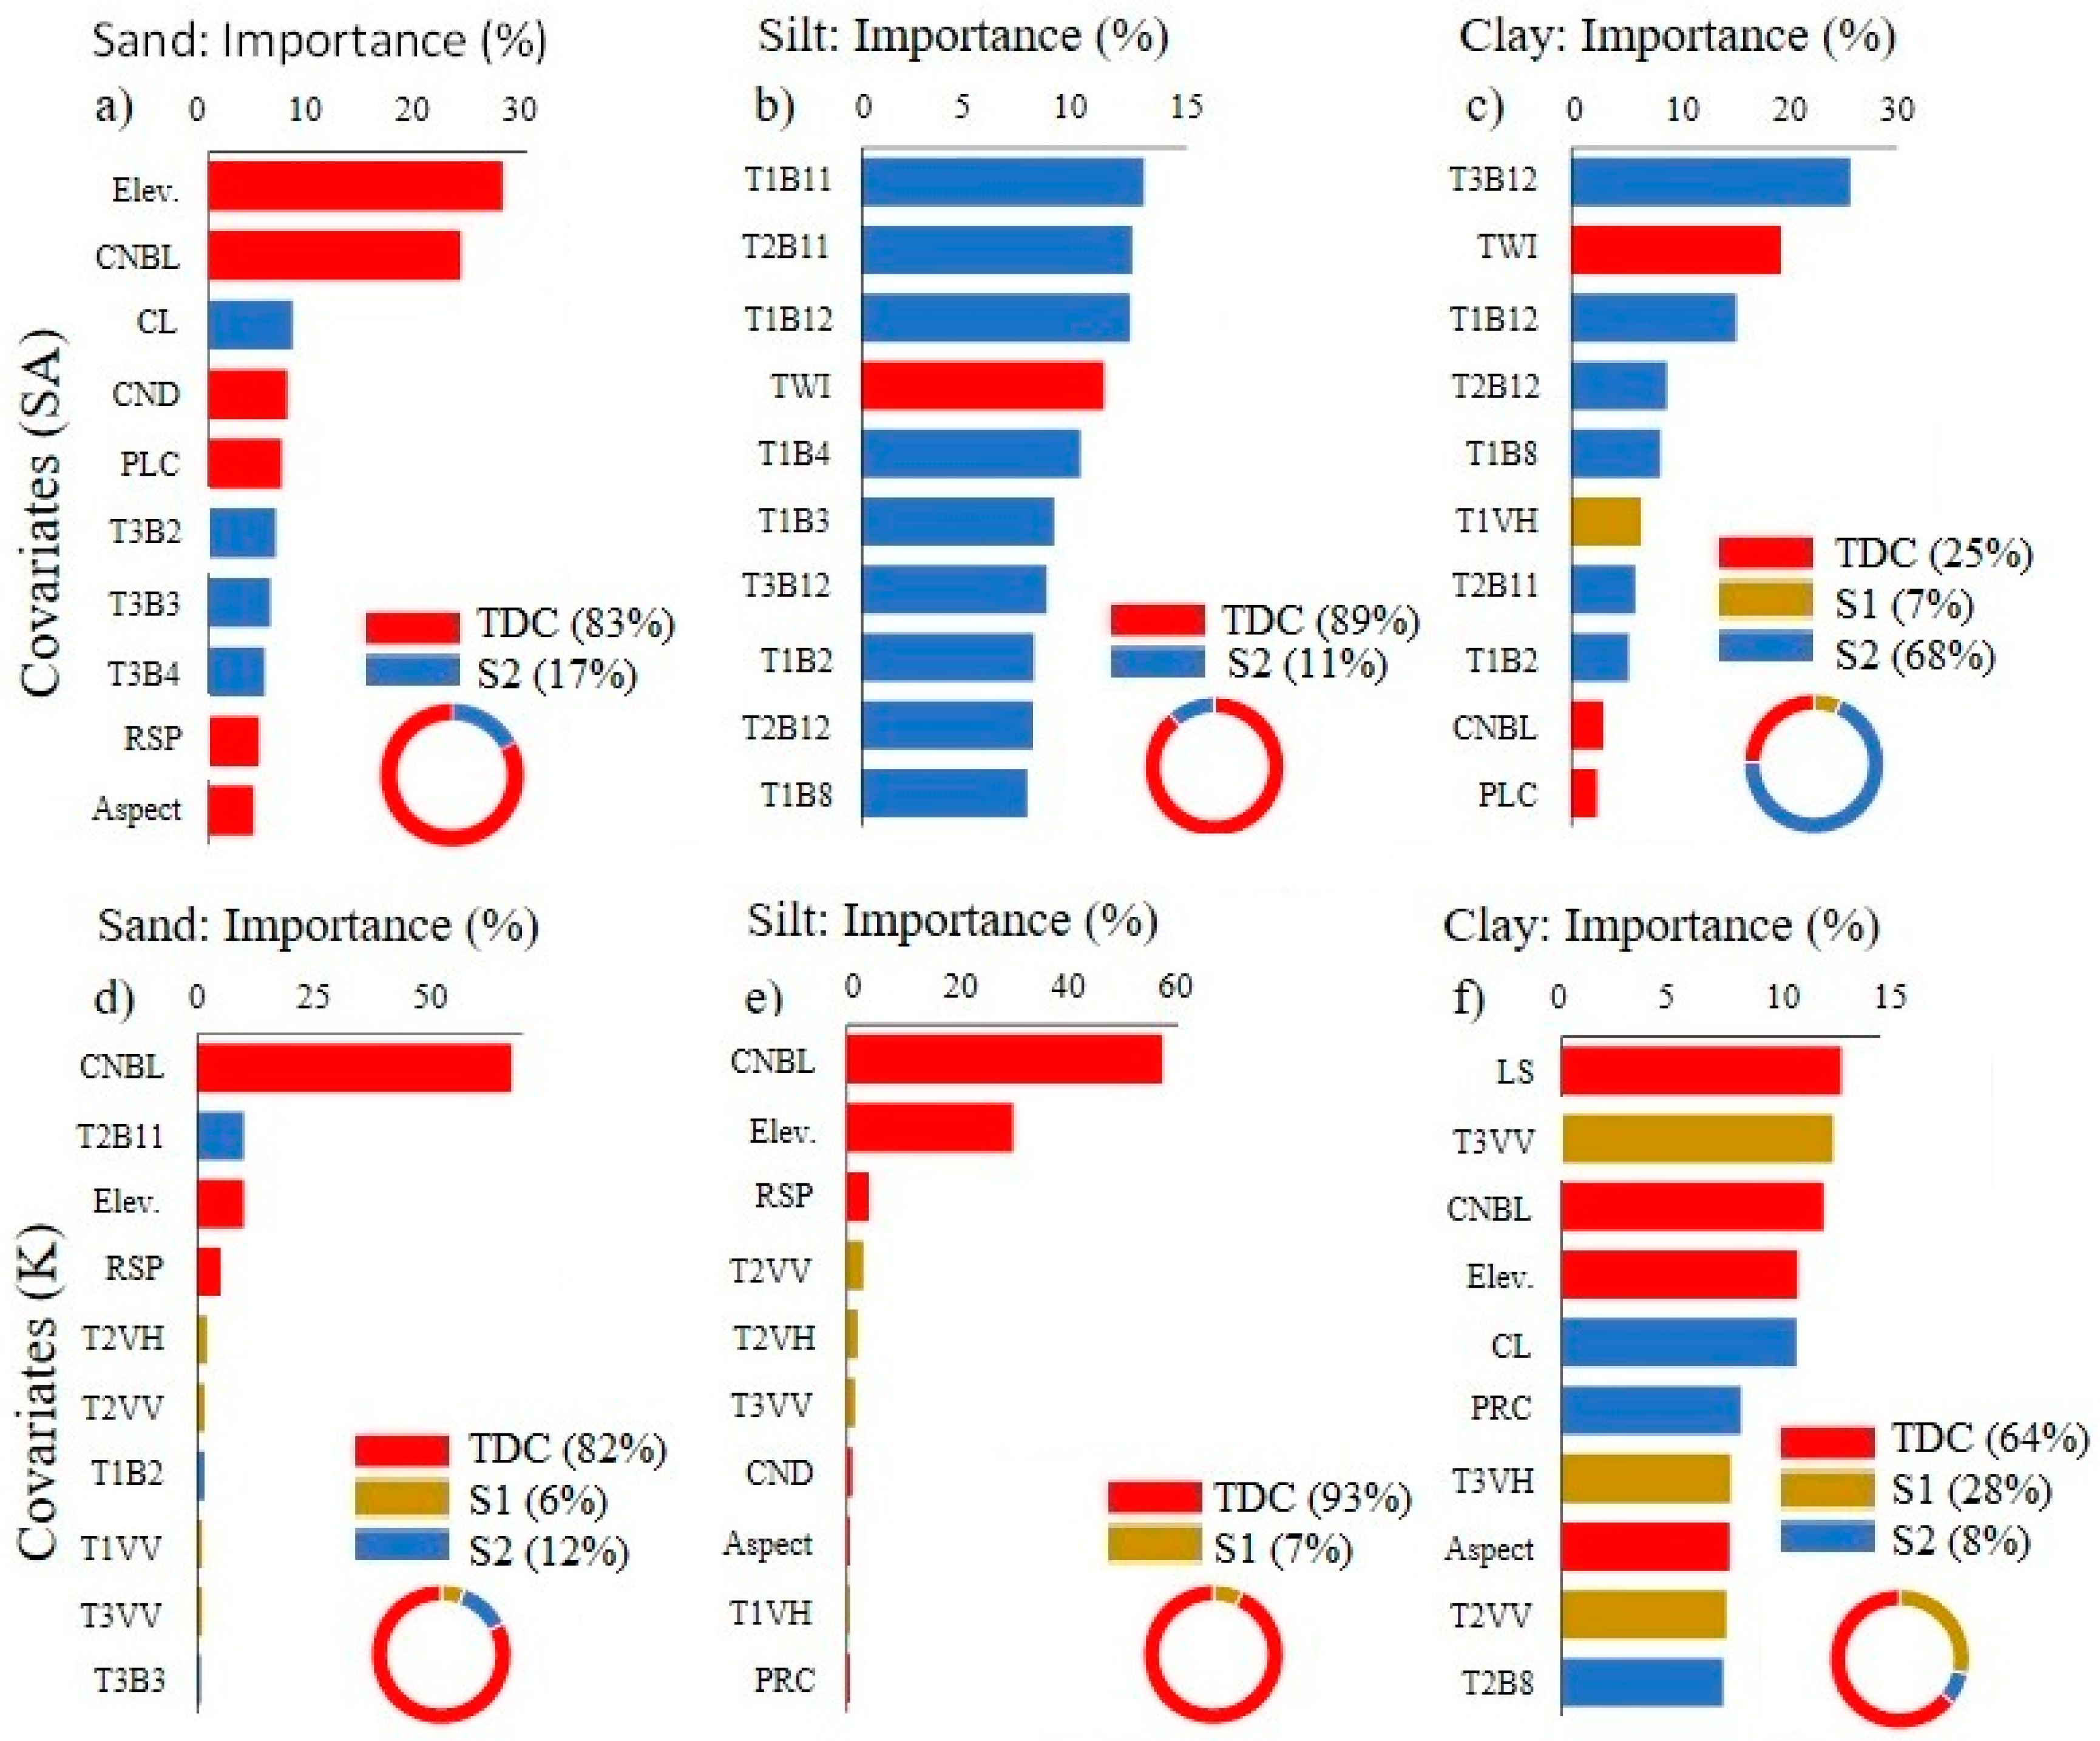 Sand: Importance (%)
a) 0 10 20 30
Elev.
CNBL
CL
CND
PLC
T3B2
T3B3
T3B4
RSP
Aspect
TDC (83%)
S2 (17%)
Silt: Importance (%)
b) 0 5 10 15
T1B11
T2B11
T1B12
TWI
T1B4
T1B3
T3B12
T1B2
T2B12
T1B8
TDC (89%)
S2 (11%)
Clay: Importance (%)
c) 0 10 20 30
T3B12
TWI
T1B12
T2B12
T1B8
T1VH
T2B11
T1B2
CNBL
PLC
TDC (25%)
S1 (7%)
S2 (68%)
Covariates (SA)
Sand: Importance (%)
d) 0 25 50
CNBL
T2B11
Elev.
RSP
T2VH
T2VV
T1B2
T1VV
T3VV
T3B3
TDC (82%)
S1 (6%)
S2 (12%)
Silt: Importance (%)
e) 0 20 40 60
CNBL
Elev.
RSP
T2VV
T2VH
T3VV
CND
Aspect
T1VH
PRC
TDC (93%)
S1 (7%)
Clay: Importance (%)
f) 0 5 10 15
LS
T3VV
CNBL
Elev.
CL
PRC
T3VH
Aspect
T2VV
T2B8
TDC (64%)
S1 (28%)
S2 (8%)
Covariates (K)